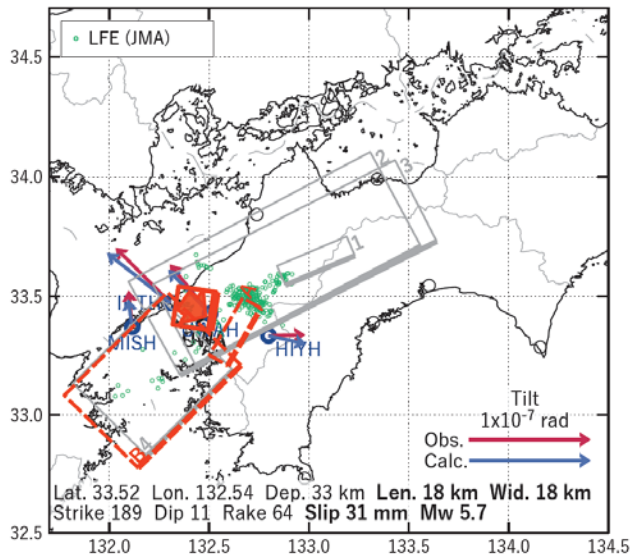 34.5
LFE (JMA)
34.0
2
3
1
33.5
MISH
HIYH
33.0
4
B
Tilt
1x10-7 rad
Obs.
Calc.
Lat. 33.52 Lon. 132.54 Dep. 33 km Len. 18 km Wid. 18 km
Strike 189 Dip 11 Rake 64 Slip 31 mm Mw 5.7
32.5
132.0 132.5 133.0 133.5 134.0 134.5